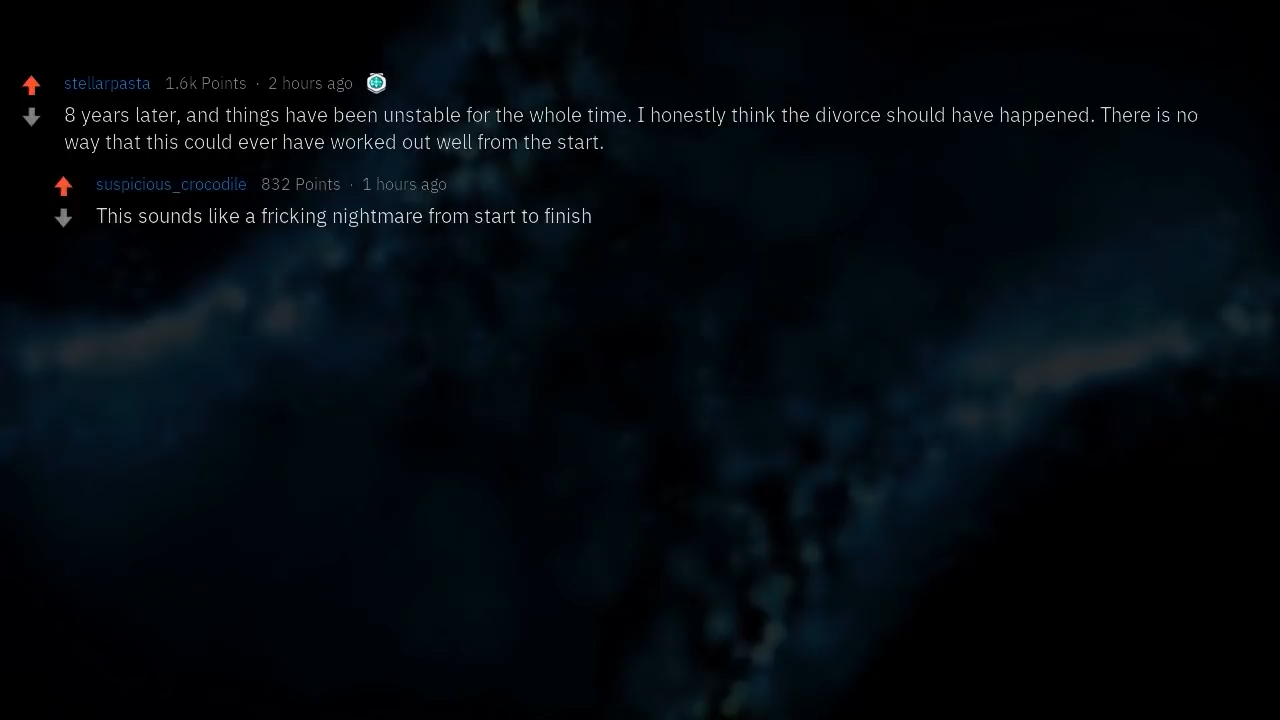 stellarpasta 1.6k Points · 2 hours ago
8 years later, and things have been unstable for the whole time. I honestly think the divorce should have happened. There is no
way that this could ever have worked out well from the start.
suspicious_crocodile 832 Points · 1 hours ago
This sounds like a fricking nightmare from start to finish